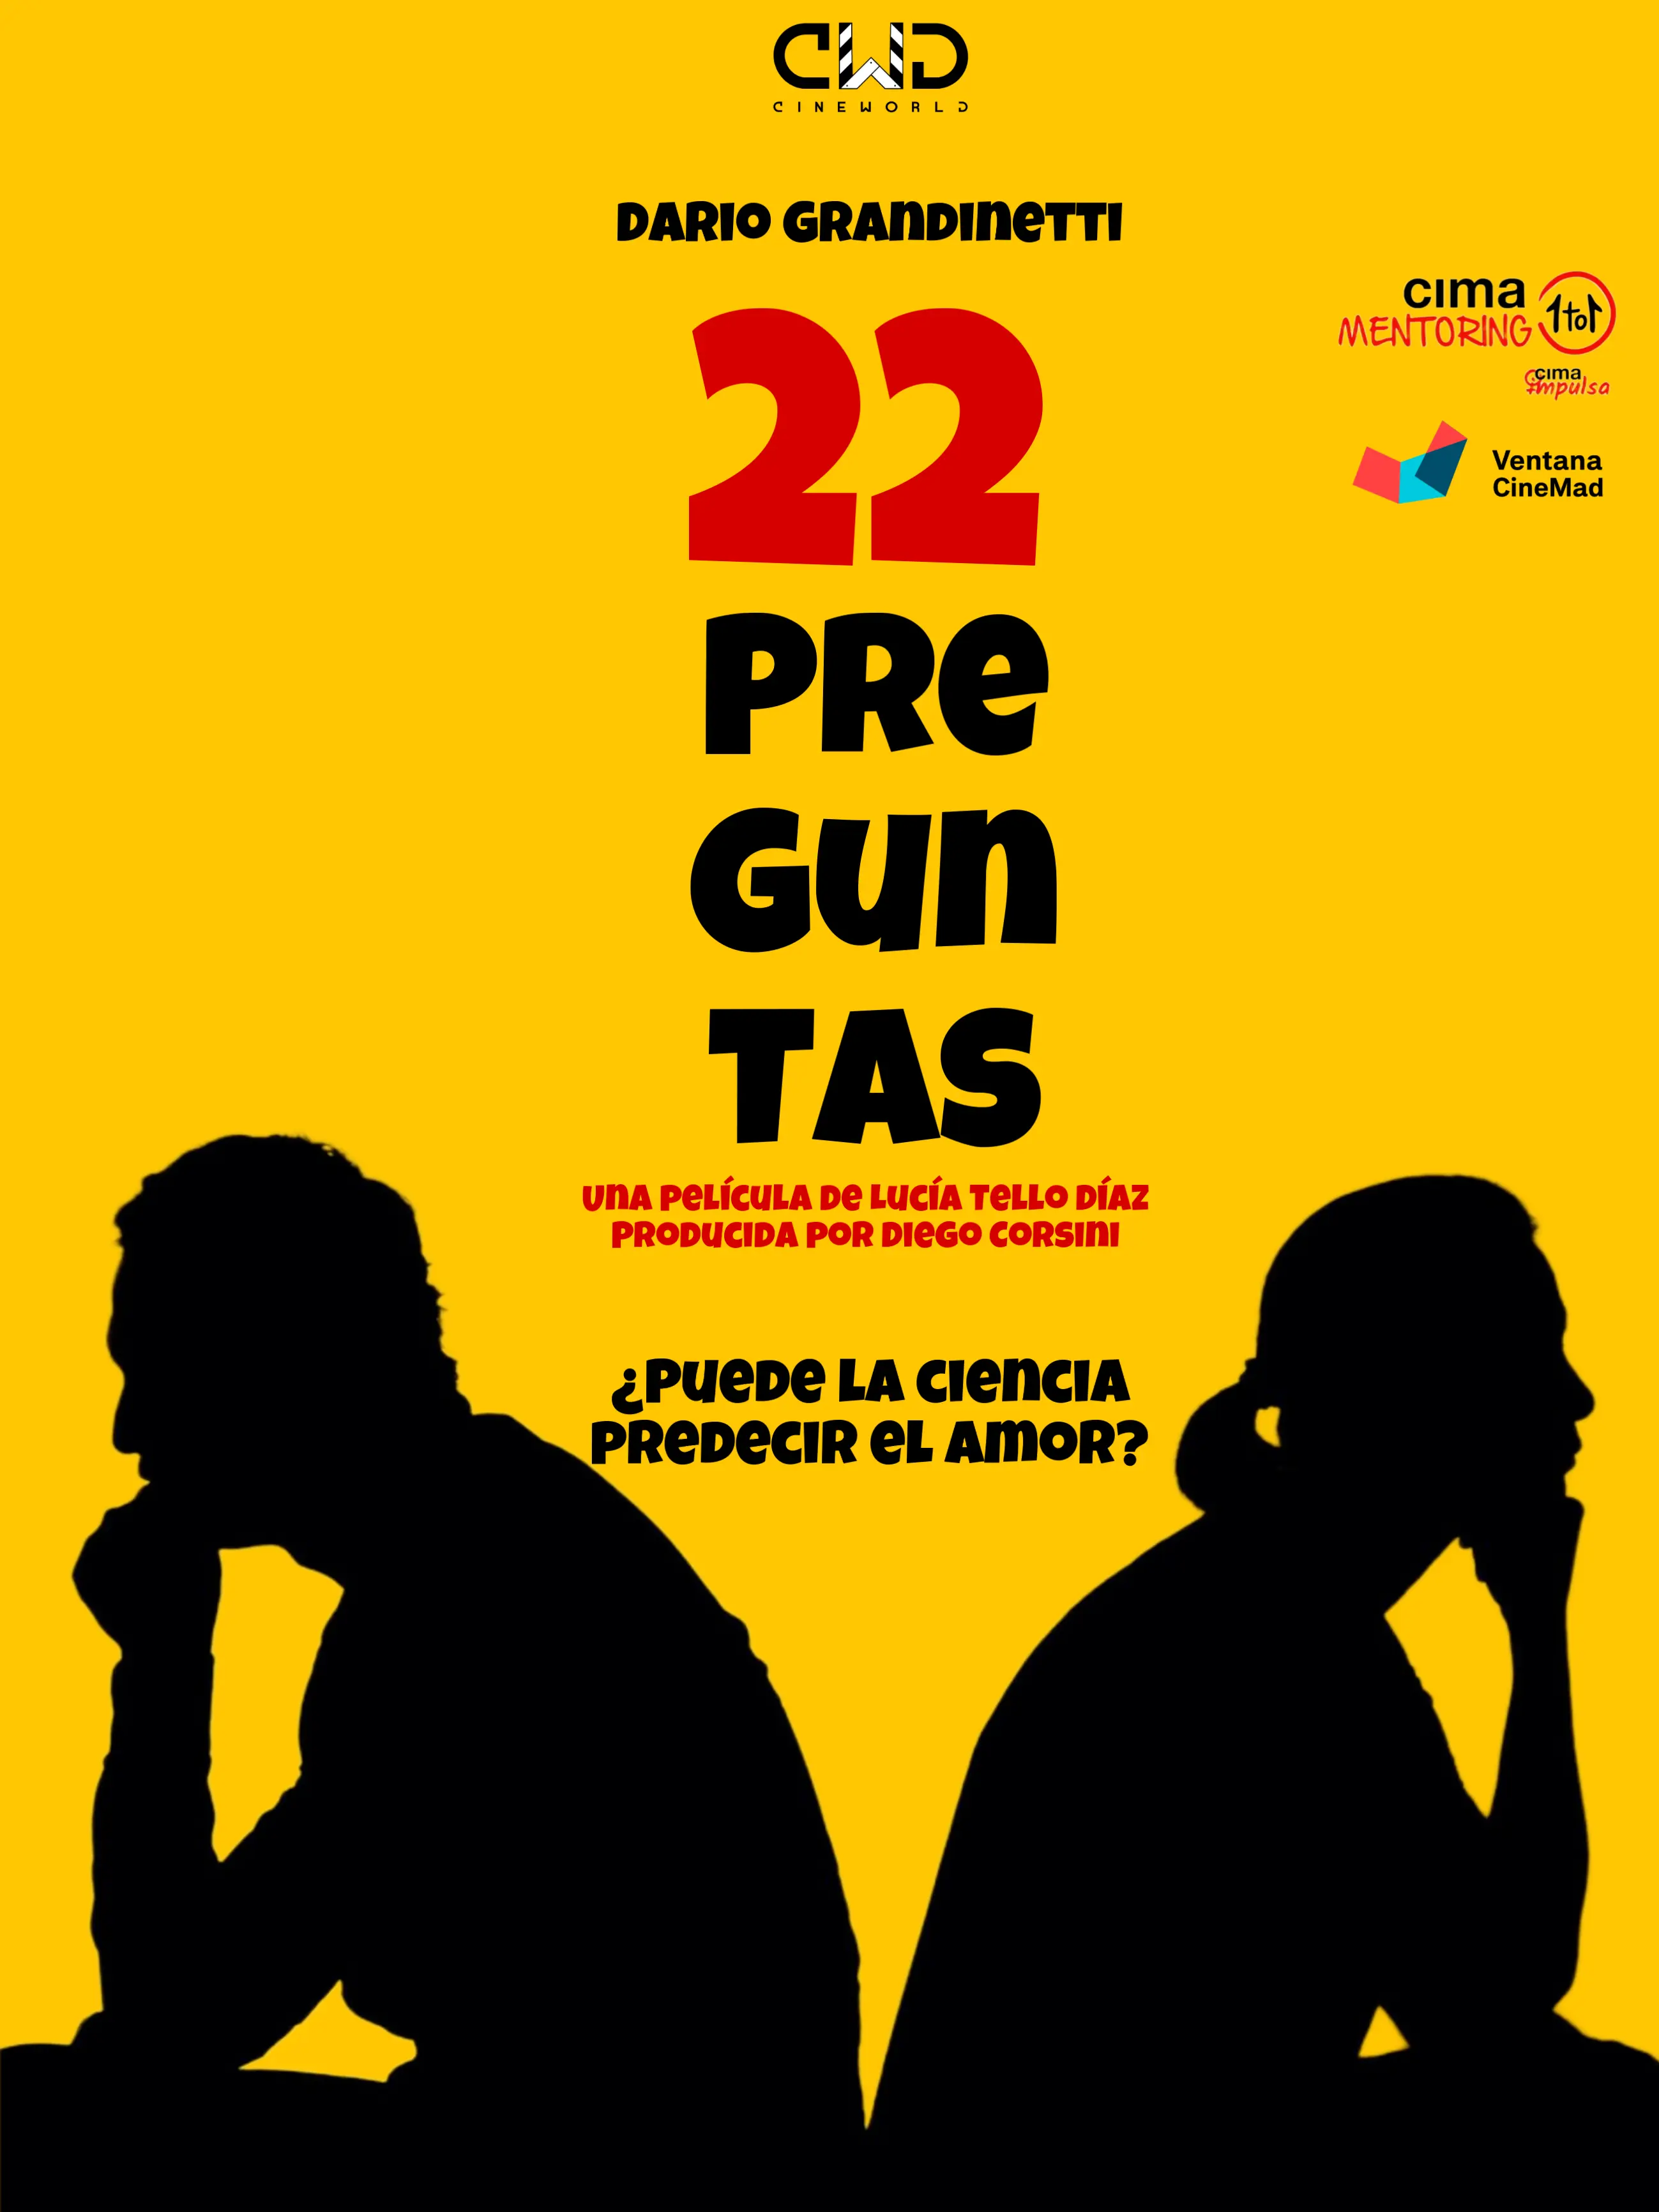 CWD
CINEWORLD
DARIO GRANDINETTI
22
PRE
GUN
TAS
cima
MENTORING
1to1
cima
impulsa
Ventana
CineMad
UNA PELÍCULA DE LUCÍA TELLO DÍAZ
PRODUCIDA POR DIEGO CORSINI
¿PUEDE LA CIENCIA
PREDECIR EL AMOR?